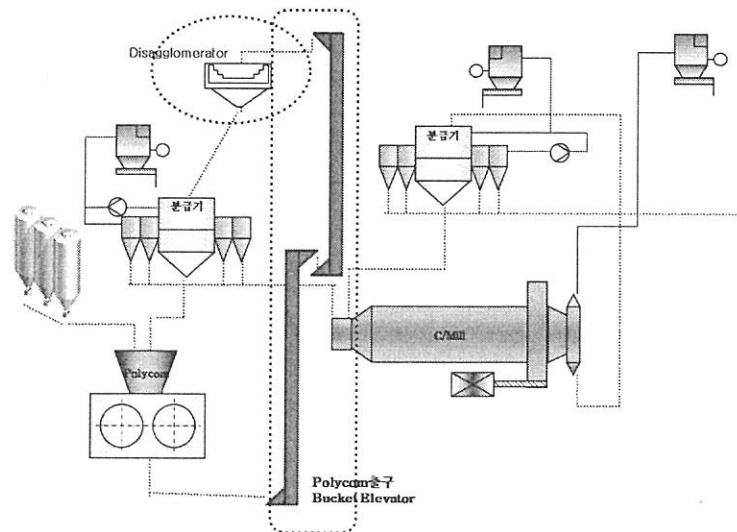 Disagglomerator
분급기
분급기
C/Mill
Polycom
Polycom출구
Bucket Elevator